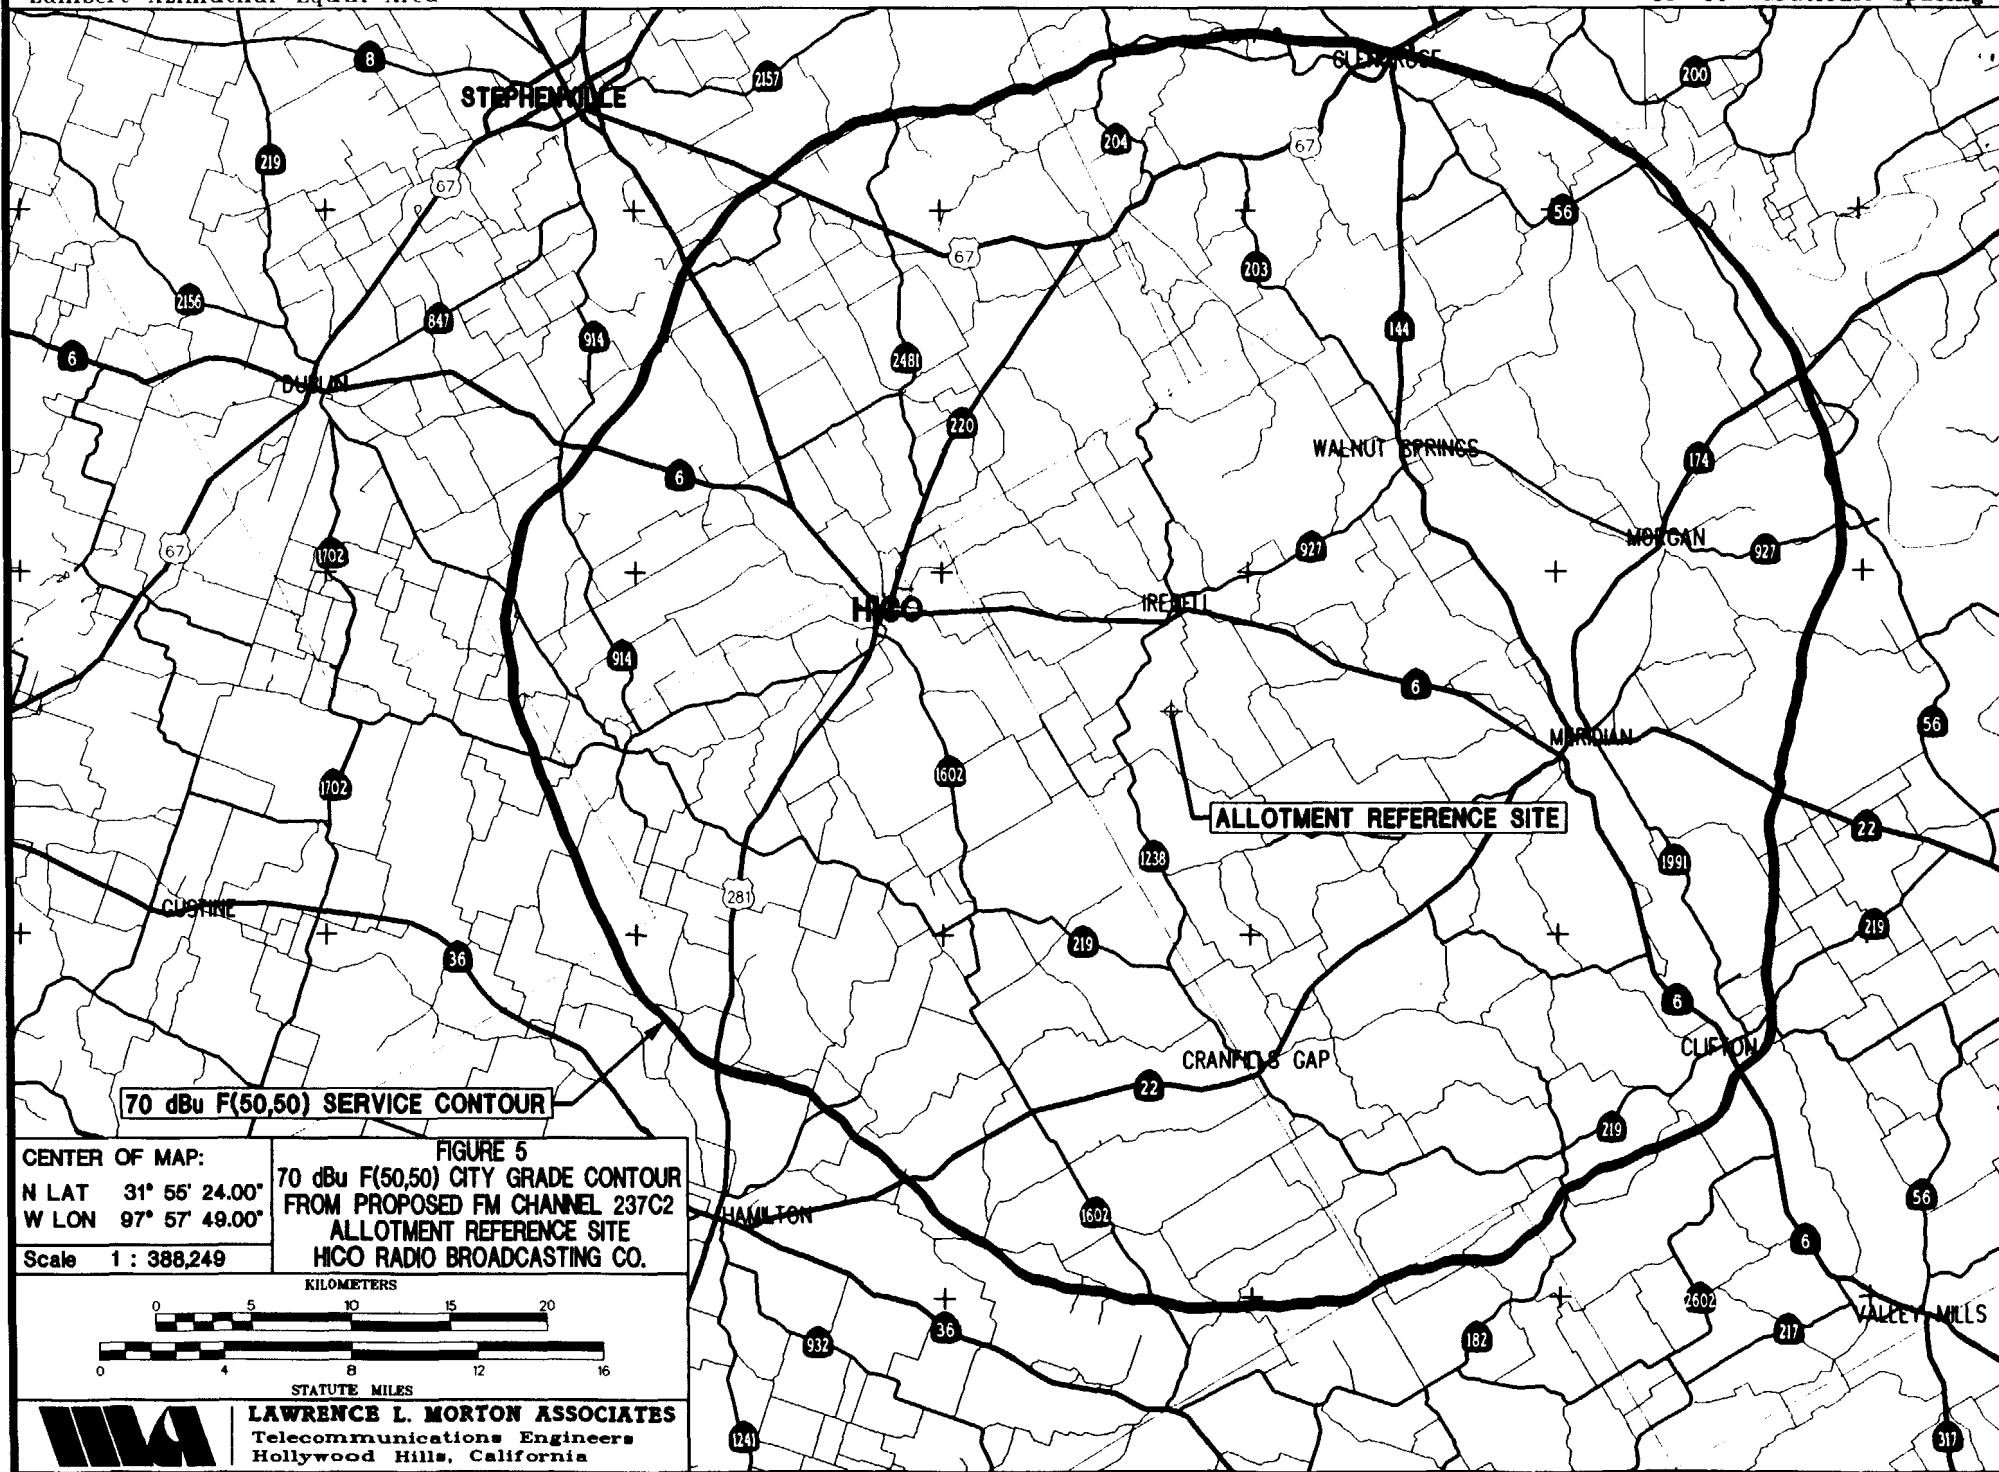 8
STEPHENVILLE
2157
GLEN ROSE
200
219
67
204
67
56
67
203
2156
847
914
144
6
DUBLIN
2481
220
WALNUT SPRINGS
174
6
67
1702
927
MORGAN
927
HICO
IREDELL
914
6
56
MERIDIAN
1702
1602
ALLOTMENT REFERENCE SITE
22
1238
1991
281
GUSTINE
36
219
219
6
CLIFTON
CRANFILLS GAP
22
219
70 dBu F(50,50) SERVICE CONTOUR
CENTER OF MAP:
N LAT 31° 55' 24.00"
W LON 97° 57' 49.00"
Scale 1 : 388,249
FIGURE 5
70 dBu F(50,50) CITY GRADE CONTOUR
FROM PROPOSED FM CHANNEL 237C2
ALLOTMENT REFERENCE SITE
HICO RADIO BROADCASTING CO.
HAMILTON
1602
56
6
KILOMETERS
0 5 10 15 20
0 4 8 12 16
STATUTE MILES
932
36
182
2602
217
VALLEY MILLS
LAWRENCE L. MORTON ASSOCIATES
Telecommunications Engineers
Hollywood Hills, California
1241
317